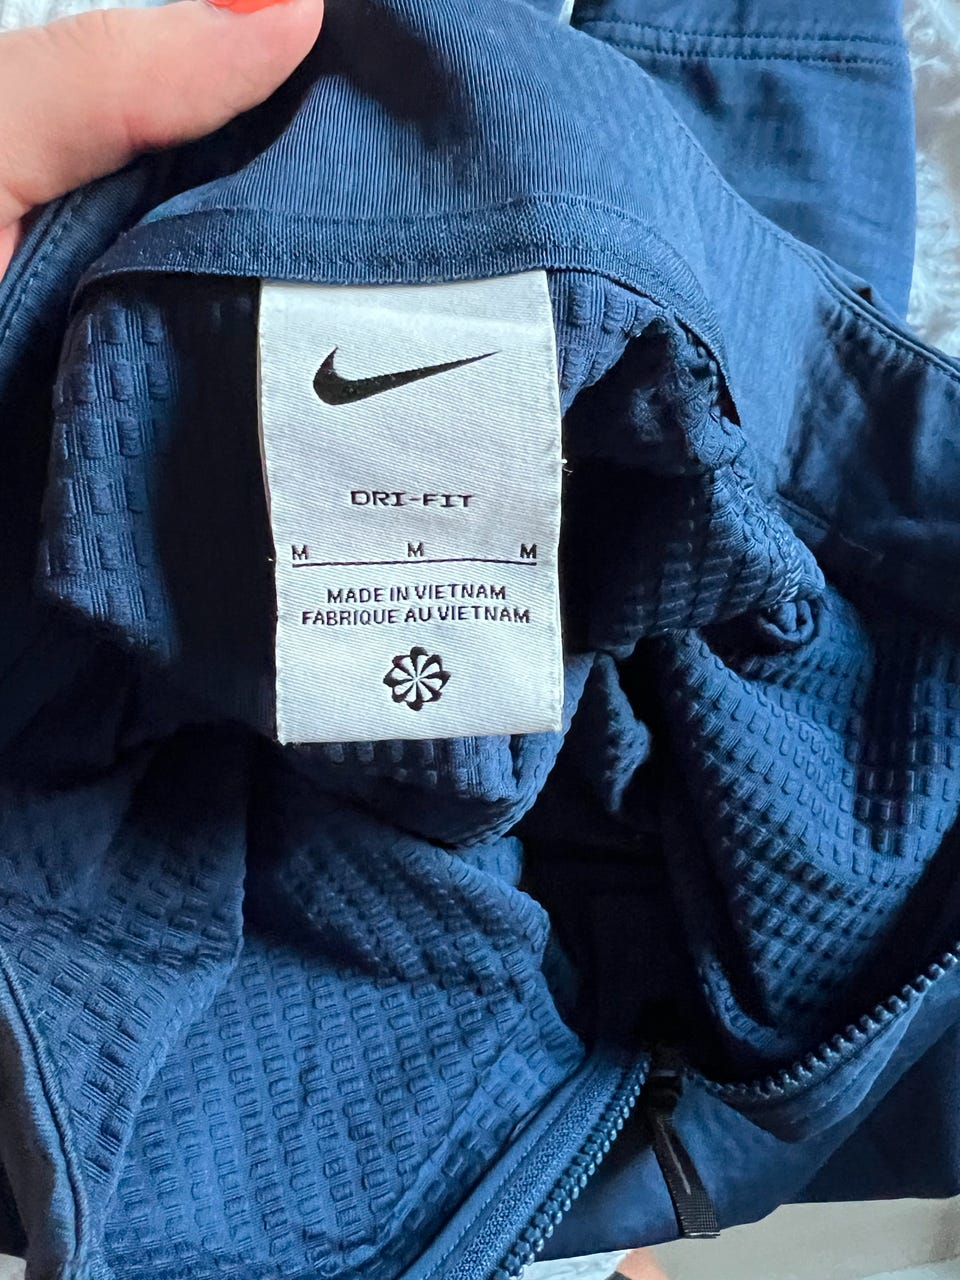 DRI-FIT
M M M
MADE IN VIETNAM
FABRIQUE AU VIETNAM